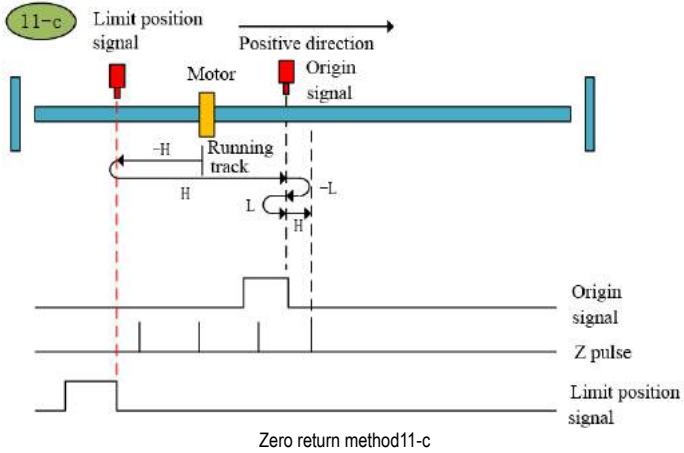 11-c
Limit position
signal
Positive direction
Motor
Origin
signal
-H
Running
track
H
-L
L
H
Origin
signal
Z pulse
Limit position
signal
Zero return method11-c